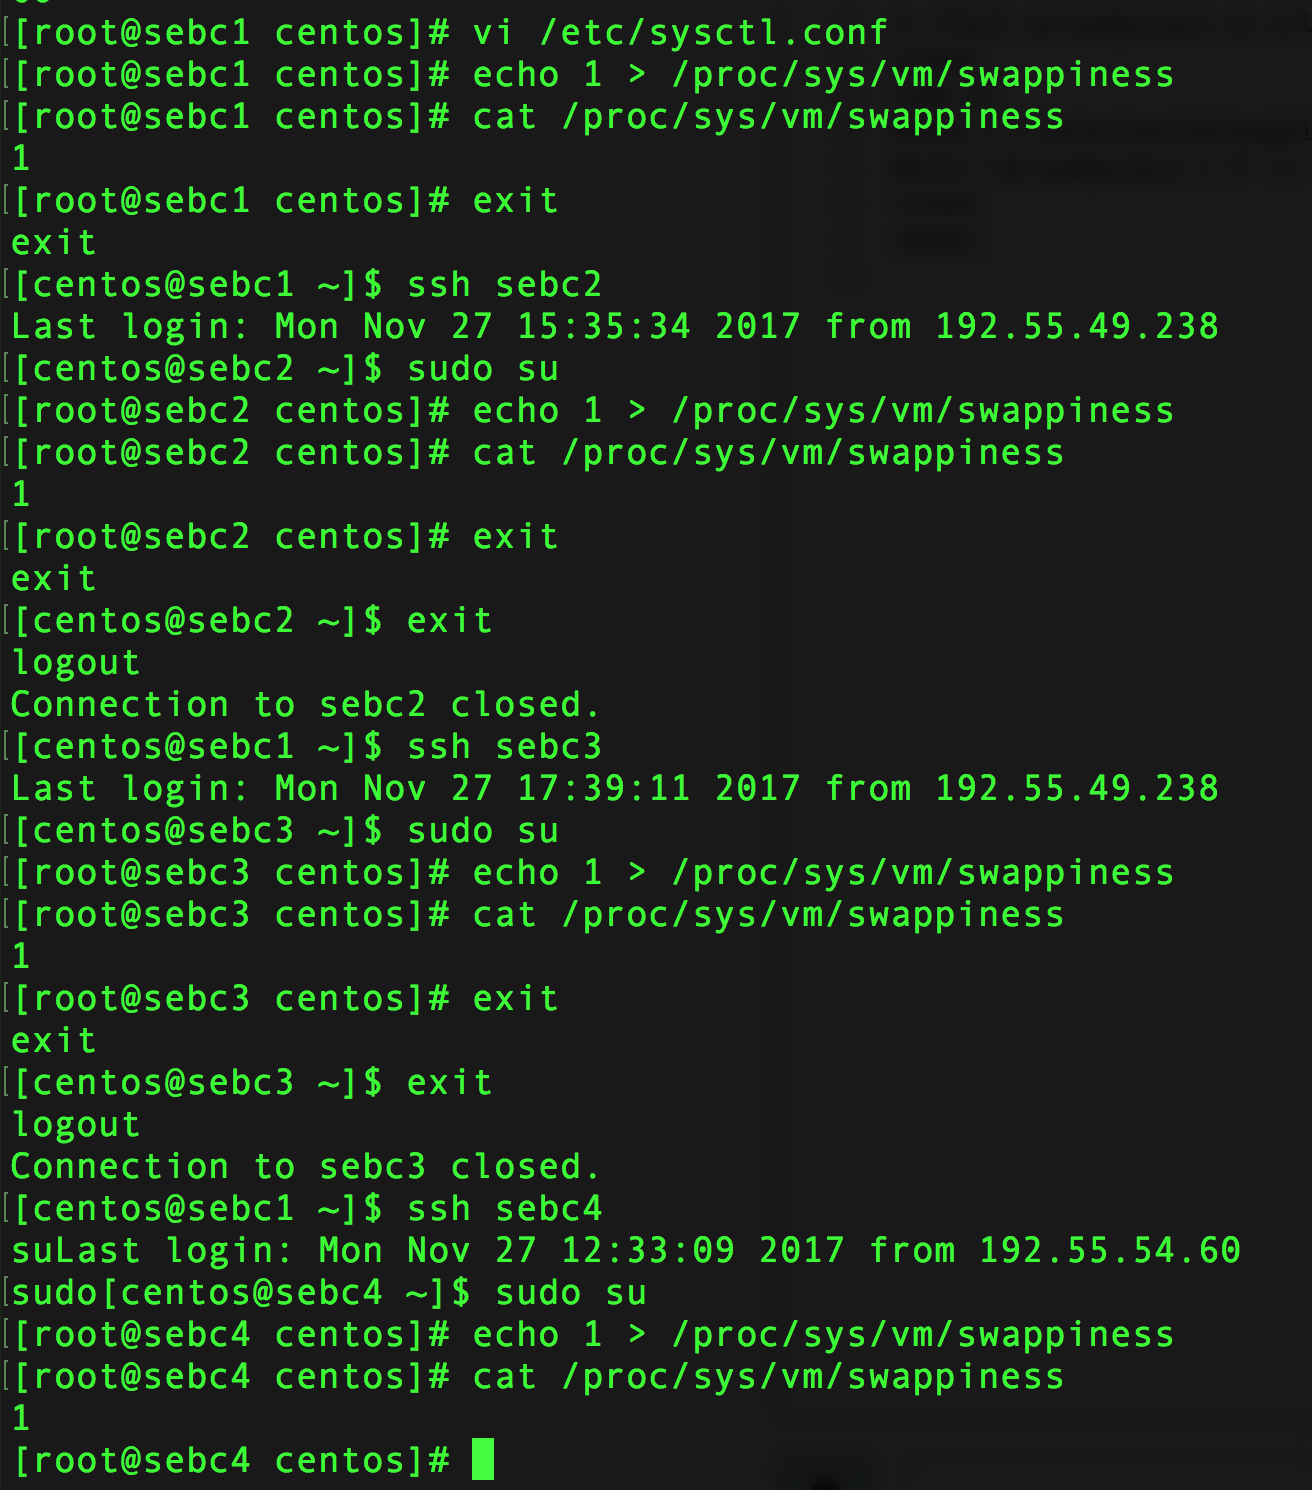 [root@sebc1 centos]# vi /etc/sysctl.conf
[root@sebc1 centos]# echo 1 > /proc/sys/vm/swappiness
[root@sebc1 centos]# cat /proc/sys/vm/swappiness
1
[root@sebc1 centos]# exit
exit
[centos@sebc1 ~]$ ssh sebc2
Last login: Mon Nov 27 15:35:34 2017 from 192.55.49.238
[centos@sebc2 ~]$ sudo su
[root@sebc2 centos]# echo 1 > /proc/sys/vm/swappiness
[root@sebc2 centos]# cat /proc/sys/vm/swappiness
1
[root@sebc2 centos]# exit
exit
[centos@sebc2 ~]$ exit
logout
Connection to sebc2 closed.
[centos@sebc1 ~]$ ssh sebc3
Last login: Mon Nov 27 17:39:11 2017 from 192.55.49.238
[centos@sebc3 ~]$ sudo su
[root@sebc3 centos]# echo 1 > /proc/sys/vm/swappiness
[root@sebc3 centos]# cat /proc/sys/vm/swappiness
1
[root@sebc3 centos]# exit
exit
[centos@sebc3 ~]$ exit
logout
Connection to sebc3 closed.
[centos@sebc1 ~]$ ssh sebc4
suLast login: Mon Nov 27 12:33:09 2017 from 192.55.54.60
sudo[centos@sebc4 ~]$ sudo su
[root@sebc4 centos]# echo 1 > /proc/sys/vm/swappiness
[root@sebc4 centos]# cat /proc/sys/vm/swappiness
1
[root@sebc4 centos]#